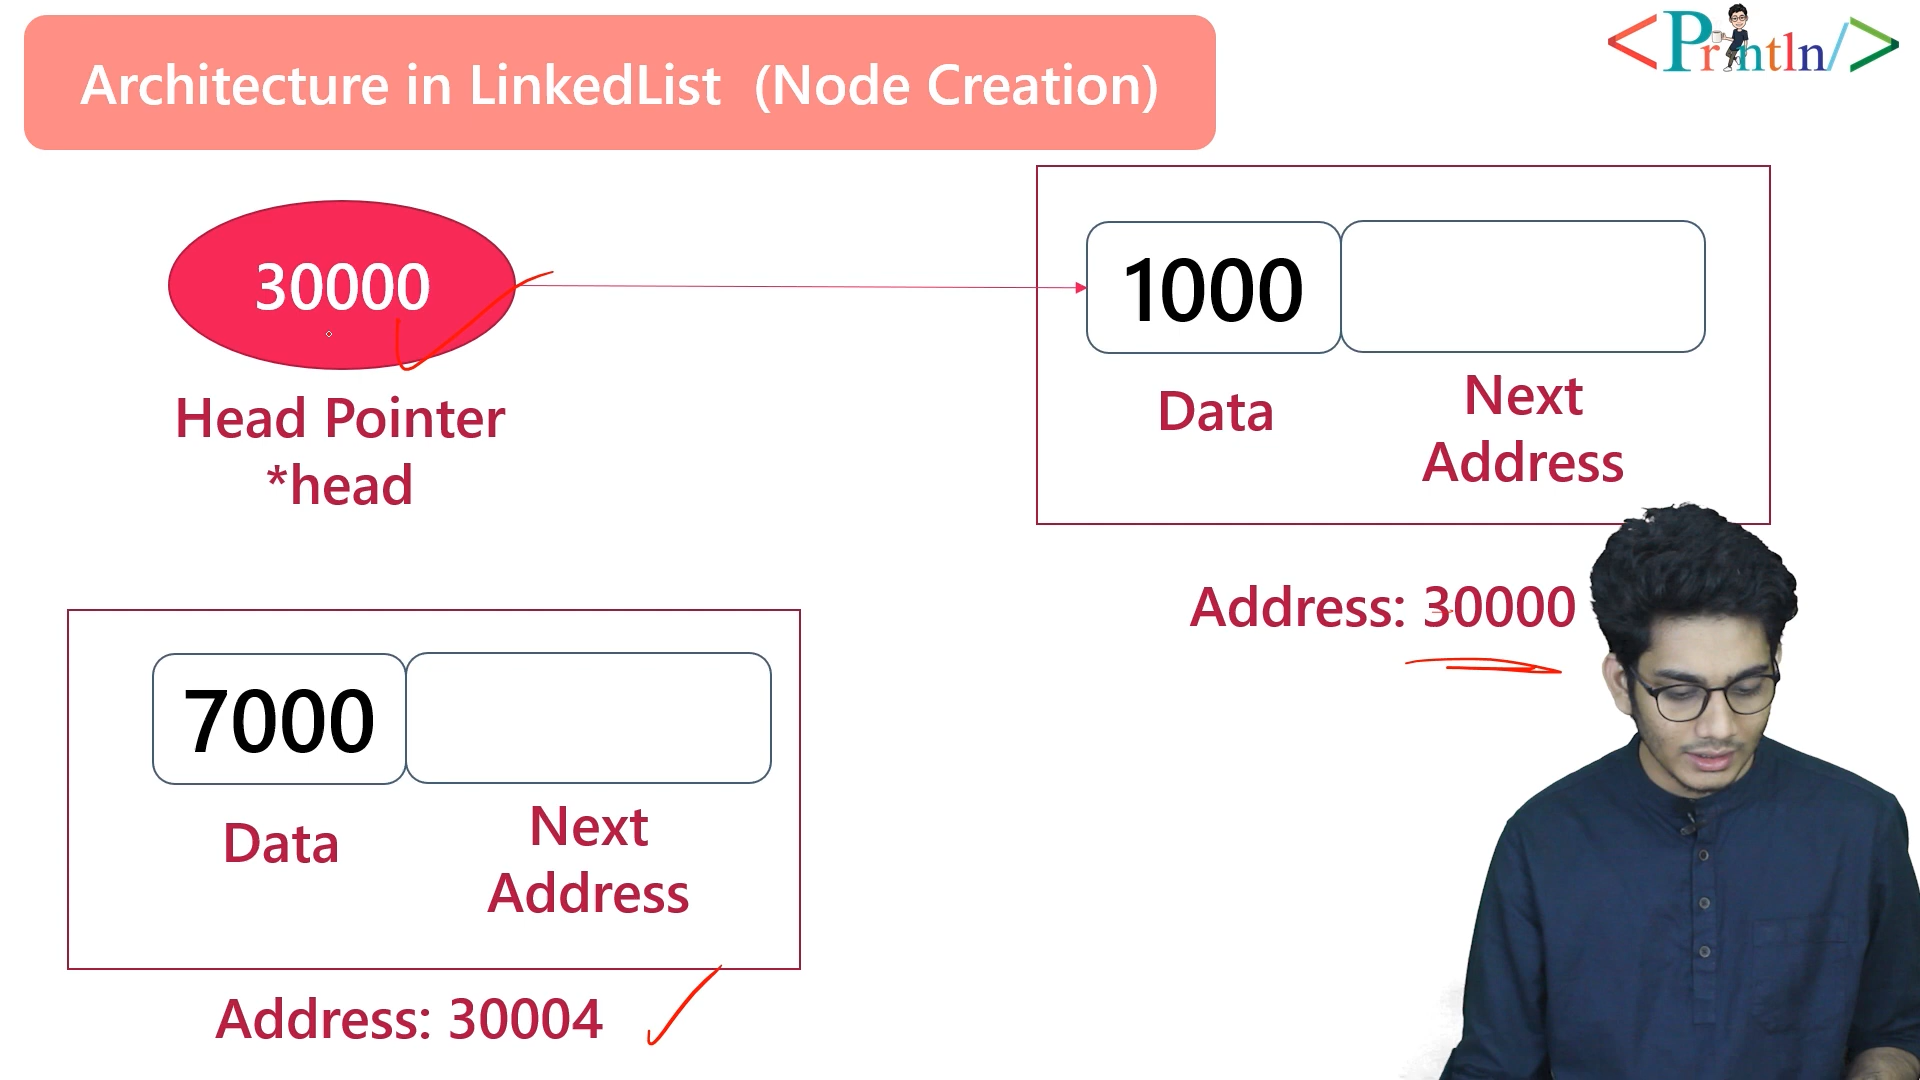 Architecture in LinkedList (Node Creation)
<Println/>
30000
Head Pointer
*head
1000
Data
Next
Address
Address: 30000
7000
Data
Next
Address
Address: 30004